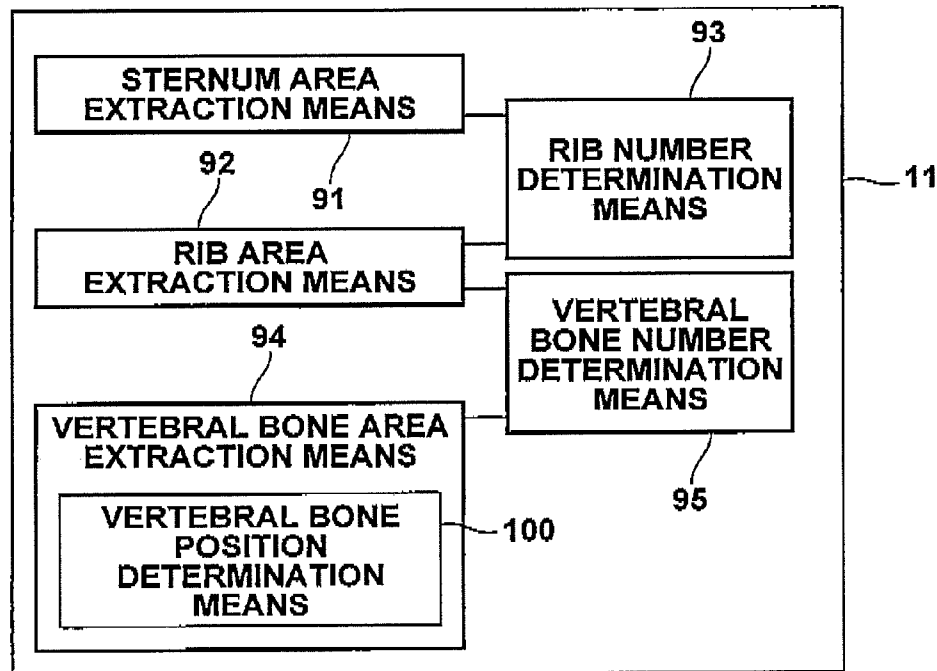 93
STERNUM AREA
EXTRACTION MEANS
91
RIB NUMBER
DETERMINATION
MEANS
11
92
RIB AREA
EXTRACTION MEANS
VERTEBRAL
BONE NUMBER
DETERMINATION
MEANS
95
94
VERTEBRAL BONE AREA
EXTRACTION MEANS
VERTEBRAL BONE
POSITION
DETERMINATION
MEANS
100